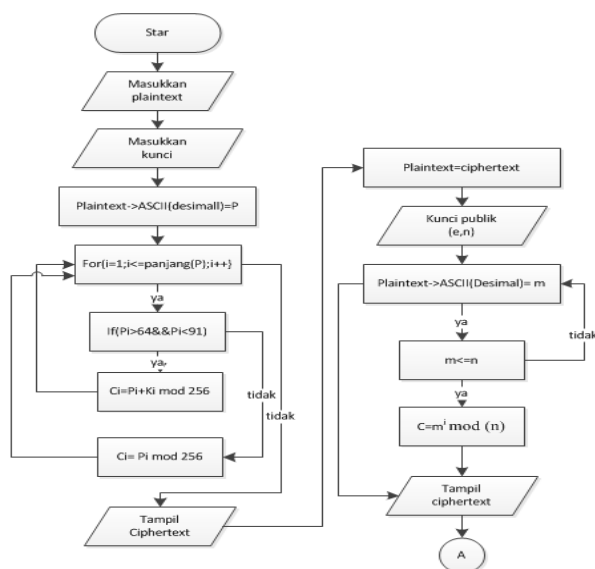 Star
Masukkan
plaintext
Masukkan
kunci
Plaintext->ASCII(desimall)=P
For(i=1;i<=panjang(P);i++}
ya
If(Pi>64&&Pi<91)
ya,
Ci=Pi+Ki mod 256
tidak
tidak
Ci= Pi mod 256
Tampil
Ciphertext
Plaintext=ciphertext
Kunci publik
(e,n)
Plaintext->ASCII(Desimal)= m
ya
tidak
m<=n
ya
C=mⁱ mod (n)
Tampil
ciphertext
A